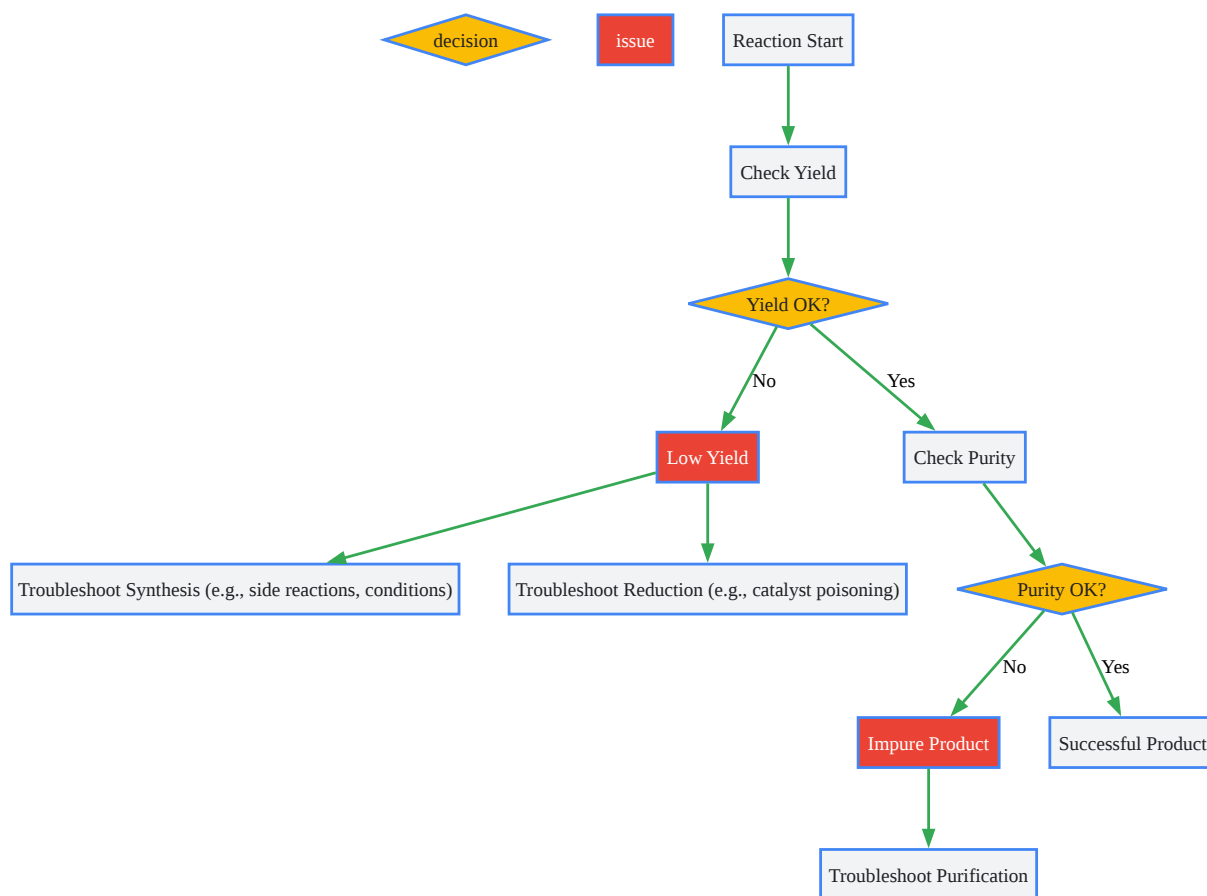 decision
issue
Reaction Start
Check Yield
Yield OK?
No
Yes
Low Yield
Check Purity
Troubleshoot Synthesis (e.g., side reactions, conditions)
Troubleshoot Reduction (e.g., catalyst poisoning)
Purity OK?
No
Yes
Impure Product
Successful Product
Troubleshoot Purification